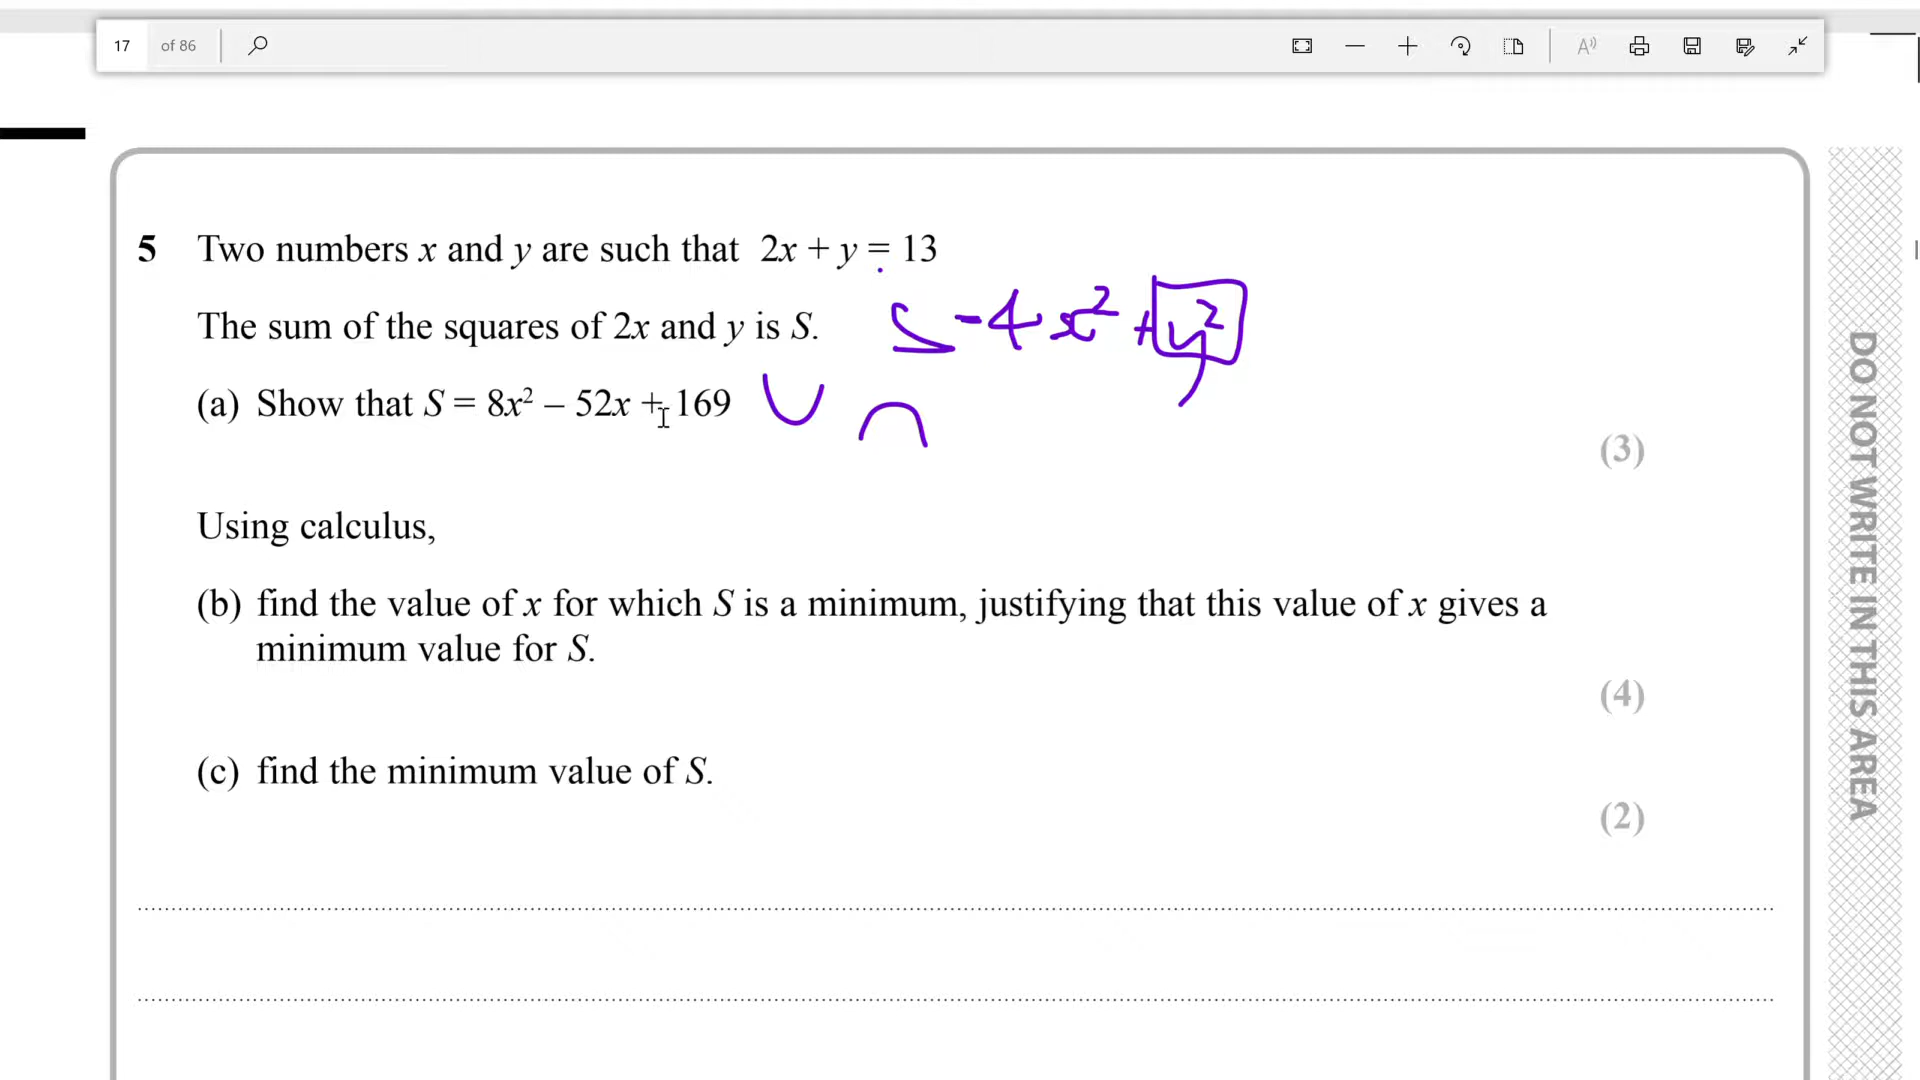 17 of 86
5 Two numbers x and y are such that 2x + y = 13
The sum of the squares of 2x and y is S.
S - 4x² + y²
(a) Show that S = 8x² – 52x + 169
(3)
Using calculus,
(b) find the value of x for which S is a minimum, justifying that this value of x gives a
minimum value for S.
(4)
(c) find the minimum value of S.
(2)
DO NOT WRITE IN THIS AREA